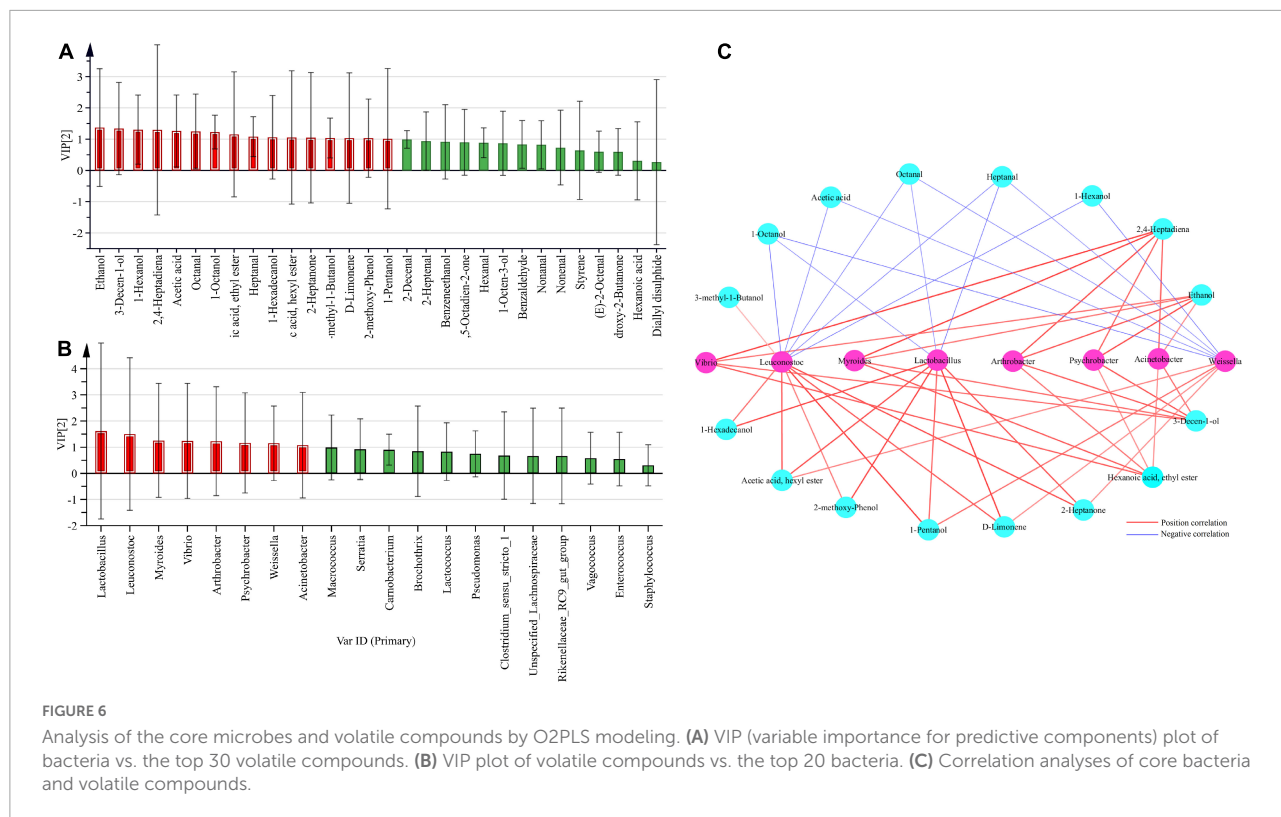 A
3
2
1
0
-1
-2
VIP[2]
Ethanol
3-Decen-1-ol
1-Hexanol
2,4-Heptadiena
Acetic acid
Octanal
1-Octanol
ic acid, ethyl ester
Heptanal
1-Hexadecanol
c acid, hexyl ester
2-Heptanone
-methyl-1-Butanol
D-Limonene
2-methoxy-Phenol
1-Pentanol
2-Decenal
2-Heptenal
Benzeneethanol
,5-Octadien-2-one
Hexanal
1-Octen-3-ol
Benzaldehyde
Nonanal
Nonenal
Styrene
(E)-2-Octenal
droxy-2-Butanone
Hexanoic acid
Diallyl disulphide
B
4
3
2
1
0
-1
-2
VIP[2]
Lactobacillus
Leuconostoc
Myroides
Vibrio
Arthrobacter
Psychrobacter
Weissella
Acinetobacter
Macrococcus
Serratia
Carnobacterium
Brochothrix
Lactococcus
Pseudomonas
Clostridium_sensu_stricto_1
Unspecified_Lachnospiraceae
Rikenellaceae_RC9_gut_group
Vagococcus
Enterococcus
Staphylococcus
Var ID (Primary)
C
Octanal
Heptanal
Acetic acid
1-Hexanol
1-Octanol
2,4-Heptadiena
3-methyl-1-Butanol
Ethanol
Vibrio
Leuconostoc
Myroides
Lactobacillus
Arthrobacter
Psychrobacter
Acinetobacter
Weissella
3-Decen-1-ol
1-Hexadecanol
Acetic acid, hexyl ester
Hexanoic acid, ethyl ester
2-methoxy-Phenol
2-Heptanone
1-Pentanol
D-Limonene
Position correlation
Negative correlation
FIGURE 6
Analysis of the core microbes and volatile compounds by O2PLS modeling. (A) VIP (variable importance for predictive components) plot of
bacteria vs. the top 30 volatile compounds. (B) VIP plot of volatile compounds vs. the top 20 bacteria. (C) Correlation analyses of core bacteria
and volatile compounds.